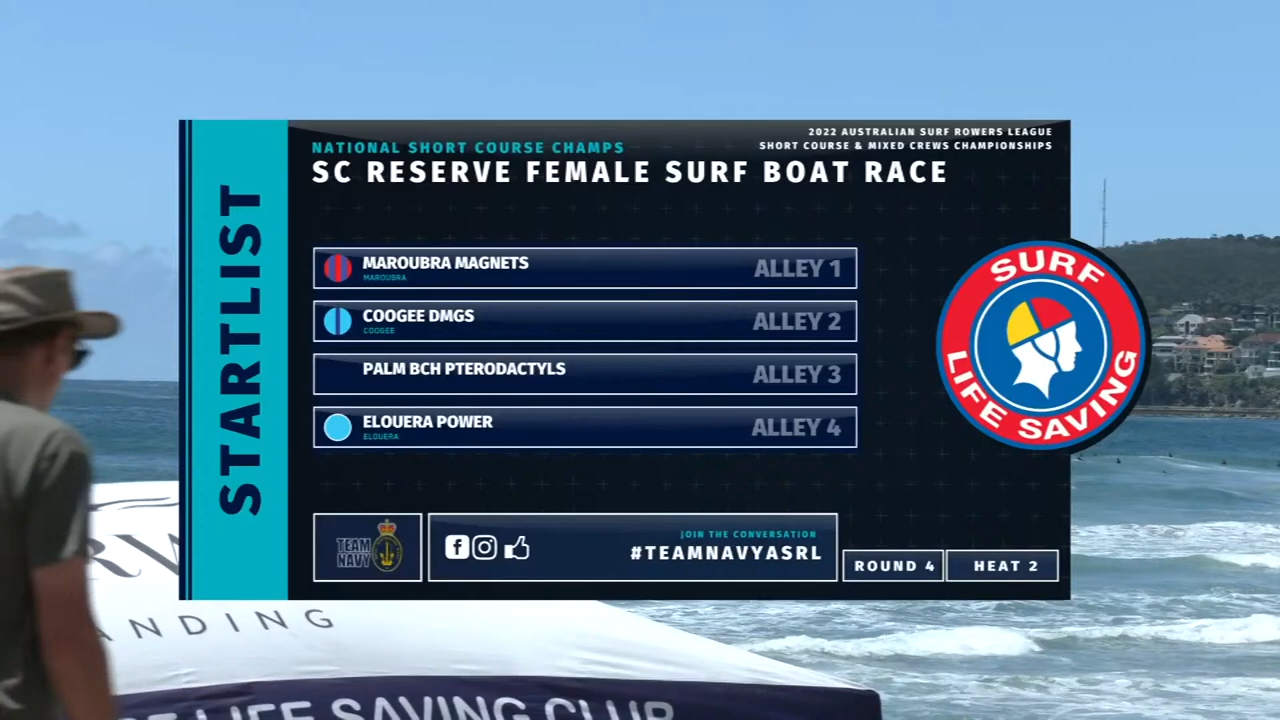 2022 AUSTRALIAN SURF ROWERS LEAGUE
SHORT COURSE & MIXED CREWS CHAMPIONSHIPS
NATIONAL SHORT COURSE CHAMPS
SC RESERVE FEMALE SURF BOAT RACE
STARTLIST
MAROUBRA MAGNETS
MAROUBRA
ALLEY 1
COOGEE DMGS
COOGEE
ALLEY 2
PALM BCH PTERODACTYLS
ALLEY 3
ELOUERA POWER
ELOUERA
ALLEY 4
SURF
LIFE SAVING
TEAM
NAVY
JOIN THE CONVERSATION
#TEAMNAVYASRL
ROUND 4
HEAT 2
LIFE SAVING CLUB